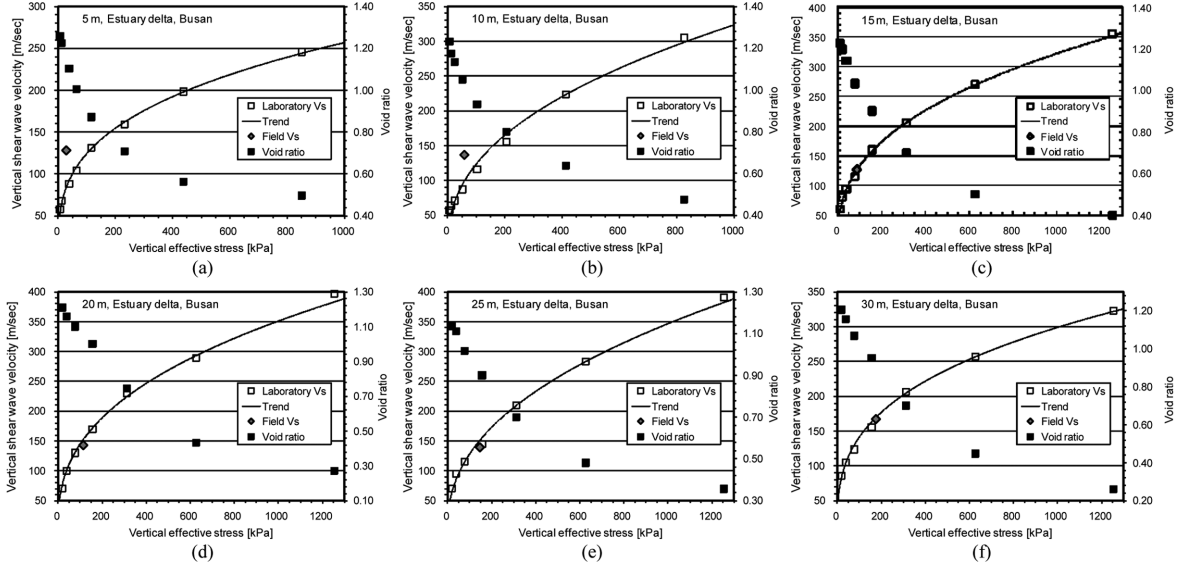 5 m, Estuary delta, Busan
Vertical shear wave velocity [m/sec]
300
250
200
150
100
50
1.40
1.20
1.00
0.80
0.60
0.40
Void ratio
Laboratory Vs
Trend
Field Vs
Void ratio
0 200 400 600 800 1000
Vertical effective stress [kPa]
(a)
10 m, Estuary delta, Busan
Vertical shear wave velocity [m/sec]
350
300
250
200
150
100
50
1.40
1.20
1.00
0.80
0.60
0.40
Void ratio
Laboratory Vs
Trend
Field Vs
Void ratio
0 200 400 600 800 1000
Vertical effective stress [kPa]
(b)
15 m, Estuary delta, Busan
Vertical shear wave velocity [m/sec]
400
350
300
250
200
150
100
50
1.40
1.20
1.00
0.80
0.60
0.40
Void ratio
Laboratory Vs
Trend
Field Vs
Void ratio
0 200 400 600 800 1000 1200
Vertical effective stress [kPa]
(c)
20 m, Estuary delta, Busan
Vertical shear wave velocity [m/sec]
400
350
300
250
200
150
100
50
1.30
1.10
0.90
0.70
0.50
0.30
0.10
Void ratio
Laboratory Vs
Trend
Field Vs
Void ratio
0 200 400 600 800 1000 1200
Vertical effective stress [kPa]
(d)
25 m, Estuary delta, Busan
Vertical shear wave velocity [m/sec]
400
350
300
250
200
150
100
50
1.30
1.10
0.90
0.70
0.50
0.30
Void ratio
Laboratory Vs
Trend
Field Vs
Void ratio
0 200 400 600 800 1000 1200
Vertical effective stress [kPa]
(e)
30 m, Estuary delta, Busan
Vertical shear wave velocity [m/sec]
350
300
250
200
150
100
50
1.20
1.00
0.80
0.60
0.40
0.20
Void ratio
Laboratory Vs
Trend
Field Vs
Void ratio
0 200 400 600 800 1000 1200
Vertical effective stress [kPa]
(f)